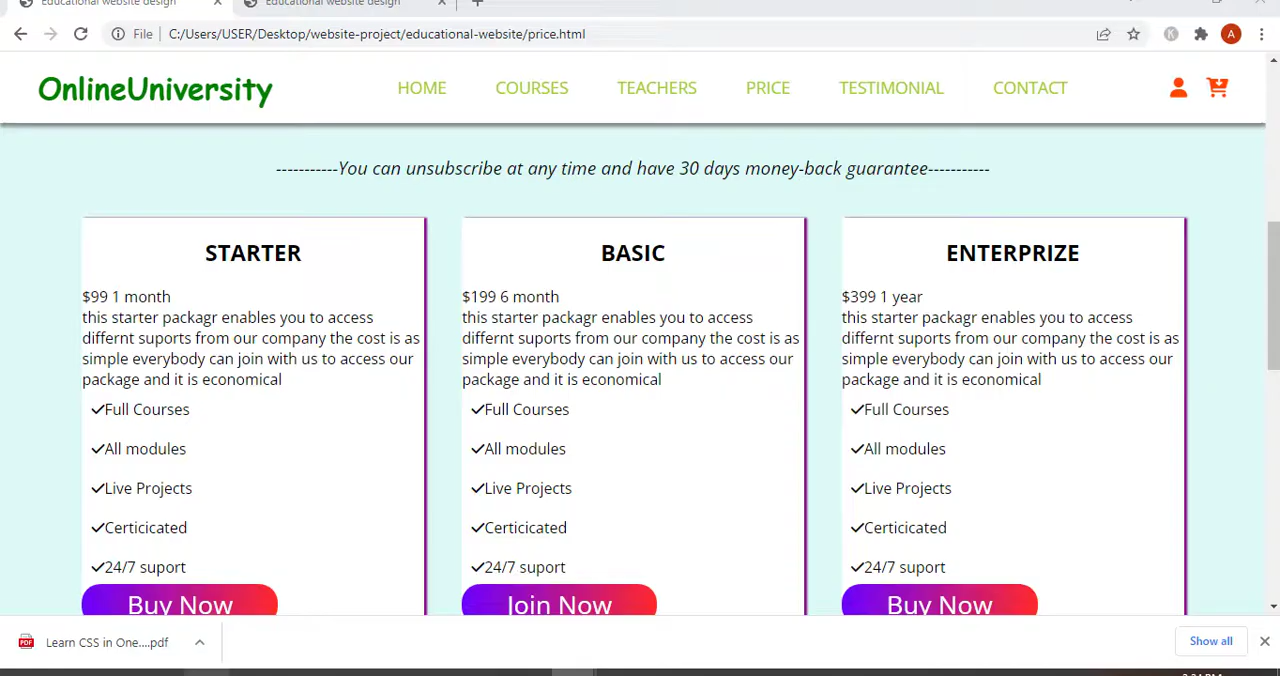 Educational website design
Educational website design
File
C:/Users/USER/Desktop/website-project/educational-website/price.html
K
A
OnlineUniversity
HOME
COURSES
TEACHERS
PRICE
TESTIMONIAL
CONTACT
-----------You can unsubscribe at any time and have 30 days money-back guarantee-----------
STARTER
$99 1 month
this starter packagr enables you to access
differnt suports from our company the cost is as
simple everybody can join with us to access our
package and it is economical
Full Courses
All modules
Live Projects
Certicicated
24/7 suport
Buy Now
BASIC
$199 6 month
this starter packagr enables you to access
differnt suports from our company the cost is as
simple everybody can join with us to access our
package and it is economical
Full Courses
All modules
Live Projects
Certicicated
24/7 suport
Join Now
ENTERPRIZE
$399 1 year
this starter packagr enables you to access
differnt suports from our company the cost is as
simple everybody can join with us to access our
package and it is economical
Full Courses
All modules
Live Projects
Certicicated
24/7 suport
Buy Now
PDF
Learn CSS in One....pdf
Show all